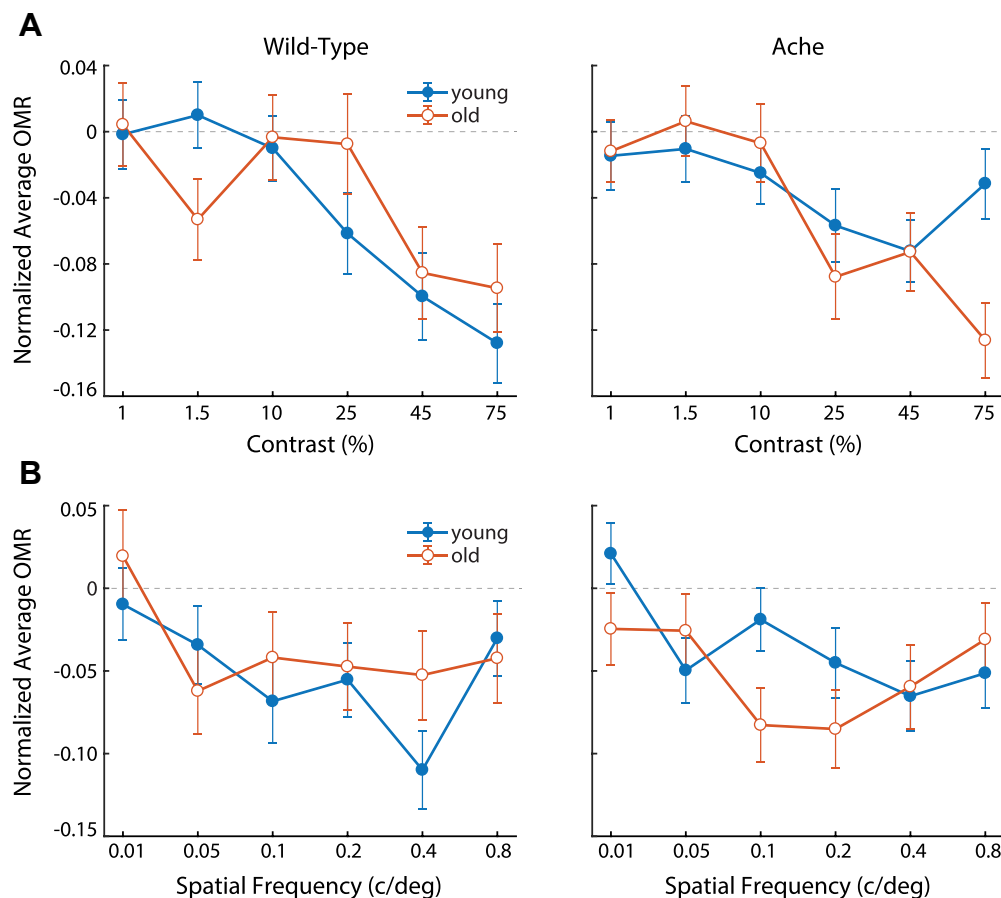 A
Wild-Type
Ache
Normalized Average OMR
0.04
0
-0.04
-0.08
-0.12
-0.16
young
old
1 1.5 10 25 45 75
1 1.5 10 25 45 75
Contrast (%)
Contrast (%)
B
Normalized Average OMR
0.05
0
-0.05
-0.10
-0.15
young
old
0.01 0.05 0.1 0.2 0.4 0.8
0.01 0.05 0.1 0.2 0.4 0.8
Spatial Frequency (c/deg)
Spatial Frequency (c/deg)